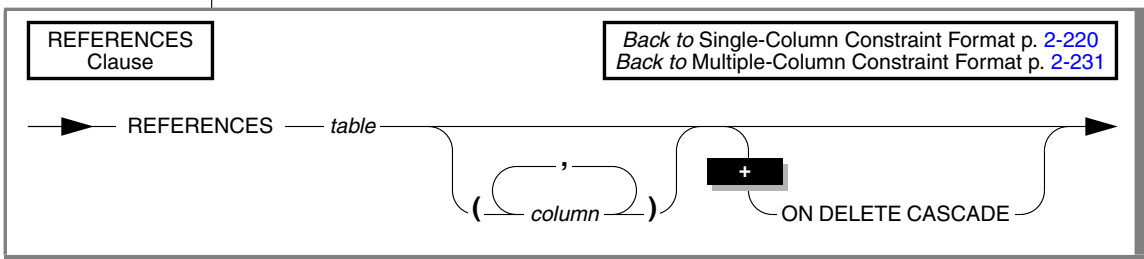 REFERENCES
Clause
Back to Single-Column Constraint Format p. 2-220
Back to Multiple-Column Constraint Format p. 2-231
REFERENCES table
+
,
( column )
ON DELETE CASCADE